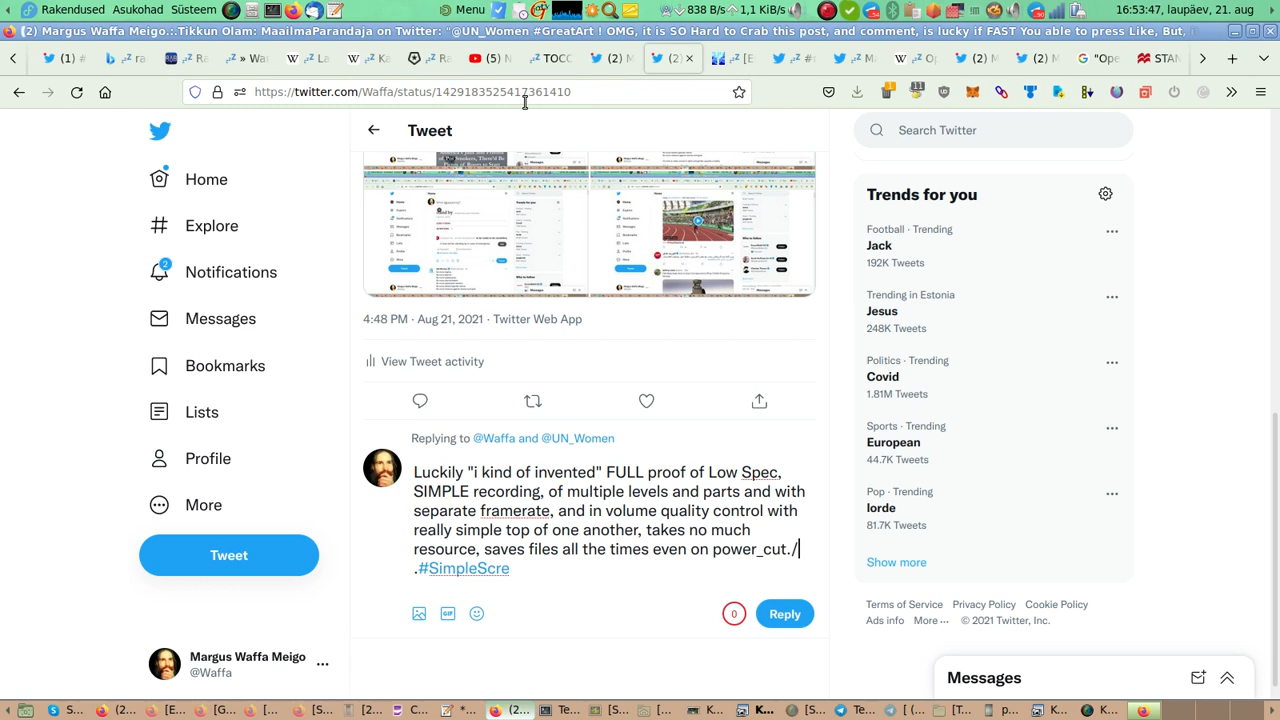 Rakendused Asukohad Süsteem Menu 838 B/s 1,1 KiB/s 16:53:47, laupäev, 21. aug
(2) Margus Waffa Meigo.:.Tikkun Olam: MaailmaParandaja on Twitter: "@UN_Women #GreatArt ! OMG, it is SO Hard to Crab this post, and comment, is lucky if FAST You able to press Like, But,
https://twitter.com/Waffa/status/1429183525417361410
Tweet
Search Twitter
Home
Explore
2
Notifications
Messages
Bookmarks
Lists
Profile
More
Tweet
Margus Waffa Meigo
@Waffa
4:48 PM · Aug 21, 2021 · Twitter Web App
View Tweet activity
Replying to @Waffa and @UN_Women
Luckily "i kind of invented" FULL proof of Low Spec,
SIMPLE recording, of multiple levels and parts and with
separate framerate, and in volume quality control with
really simple top of one another, takes no much
resource, saves files all the times even on power_cut./
.#SimpleScre
0
Reply
Trends for you
Football · Trending
Jack
192K Tweets
Trending in Estonia
Jesus
248K Tweets
Politics · Trending
Covid
1.81M Tweets
Sports · Trending
European
44.7K Tweets
Pop · Trending
lorde
81.7K Tweets
Show more
Terms of Service Privacy Policy Cookie Policy
Ads info More ··· © 2021 Twitter, Inc.
Messages